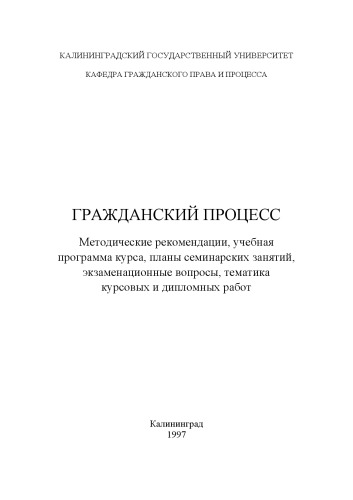 КАЛИНИНГРАДСКИЙ ГОСУДАРСТВЕННЫЙ УНИВЕРСИТЕТ
КАФЕДРА ГРАЖДАНСКОГО ПРАВА И ПРОЦЕССА
ГРАЖДАНСКИЙ ПРОЦЕСС
Методические рекомендации, учебная
программа курса, планы семинарских занятий,
экзаменационные вопросы, тематика
курсовых и дипломных работ
Калининград
1997